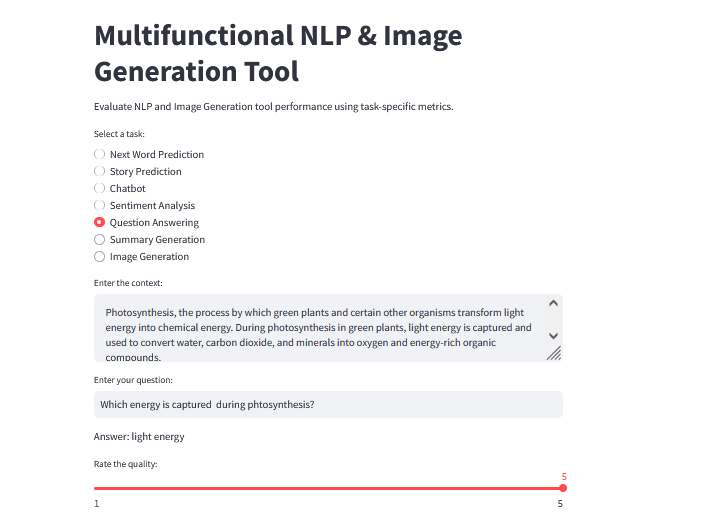 Multifunctional NLP & Image
Generation Tool
Evaluate NLP and Image Generation tool performance using task-specific metrics.
Select a task:
Next Word Prediction
Story Prediction
Chatbot
Sentiment Analysis
Question Answering
Summary Generation
Image Generation
Enter the context:
Photosynthesis, the process by which green plants and certain other organisms transform light
energy into chemical energy. During photosynthesis in green plants, light energy is captured and
used to convert water, carbon dioxide, and minerals into oxygen and energy-rich organic
compounds.
Enter your question:
Which energy is captured  during phtosynthesis?
Answer: light energy
Rate the quality:
5
1 5